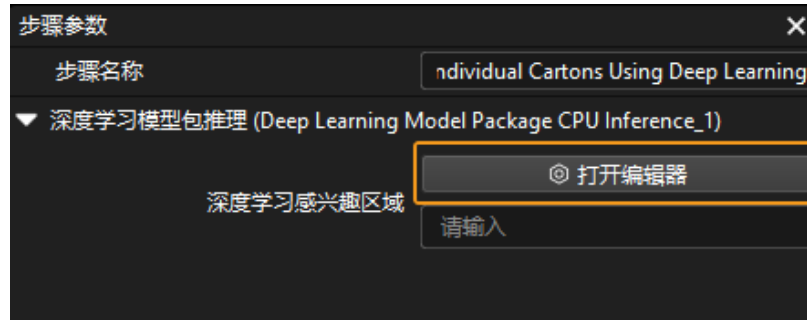 步骤参数
步骤名称 ndividual Cartons Using Deep Learning
深度学习模型包推理 (Deep Learning Model Package CPU Inference_1)
打开编辑器
深度学习感兴趣区域
请输入